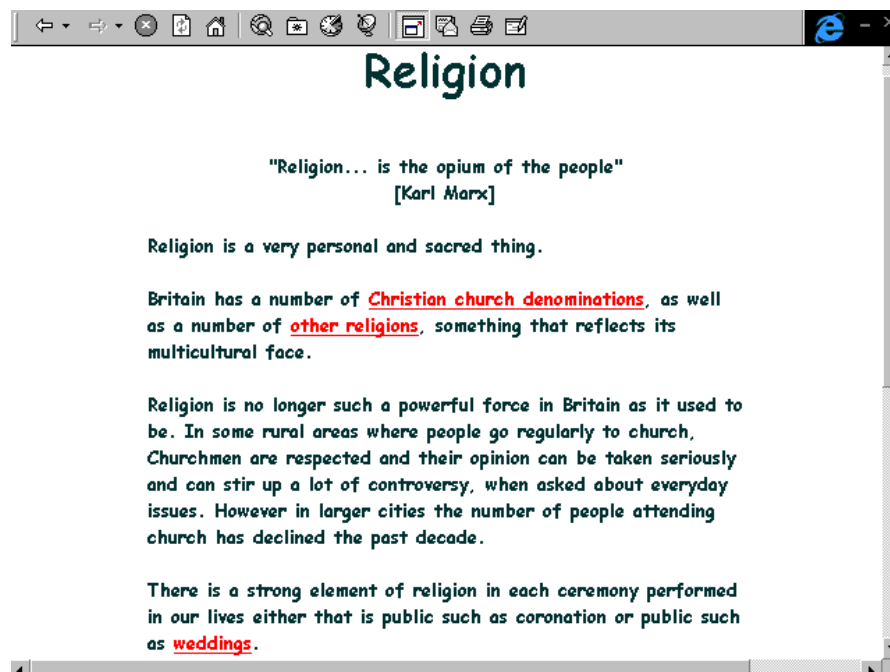 Religion
"Religion... is the opium of the people"
[Karl Marx]
Religion is a very personal and sacred thing.
Britain has a number of Christian church denominations, as well
as a number of other religions, something that reflects its
multicultural face.
Religion is no longer such a powerful force in Britain as it used to
be. In some rural areas where people go regularly to church,
Churchmen are respected and their opinion can be taken seriously
and can stir up a lot of controversy, when asked about everyday
issues. However in larger cities the number of people attending
church has declined the past decade.
There is a strong element of religion in each ceremony performed
in our lives either that is public such as coronation or public such
as weddings.